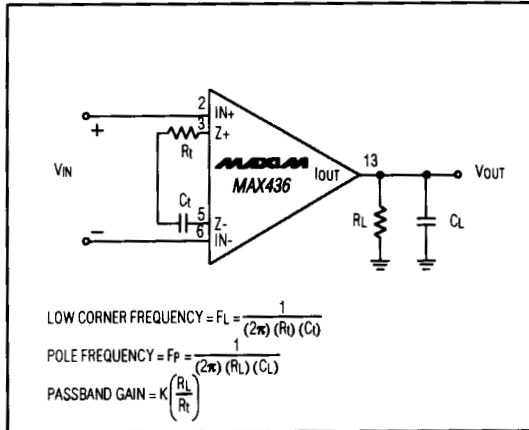 2 IN+
3 Z+
+
Rt
MAXIM
MAX436
IOUT
13
VOUT
VIN
Ct
5 Z-
6 IN-
−
RL
CL
LOW CORNER FREQUENCY = FL = 1 / (2π) (Rt) (Ct)
POLE FREQUENCY = FP = 1 / (2π) (RL) (CL)
PASSBAND GAIN = K(RL / Rt)